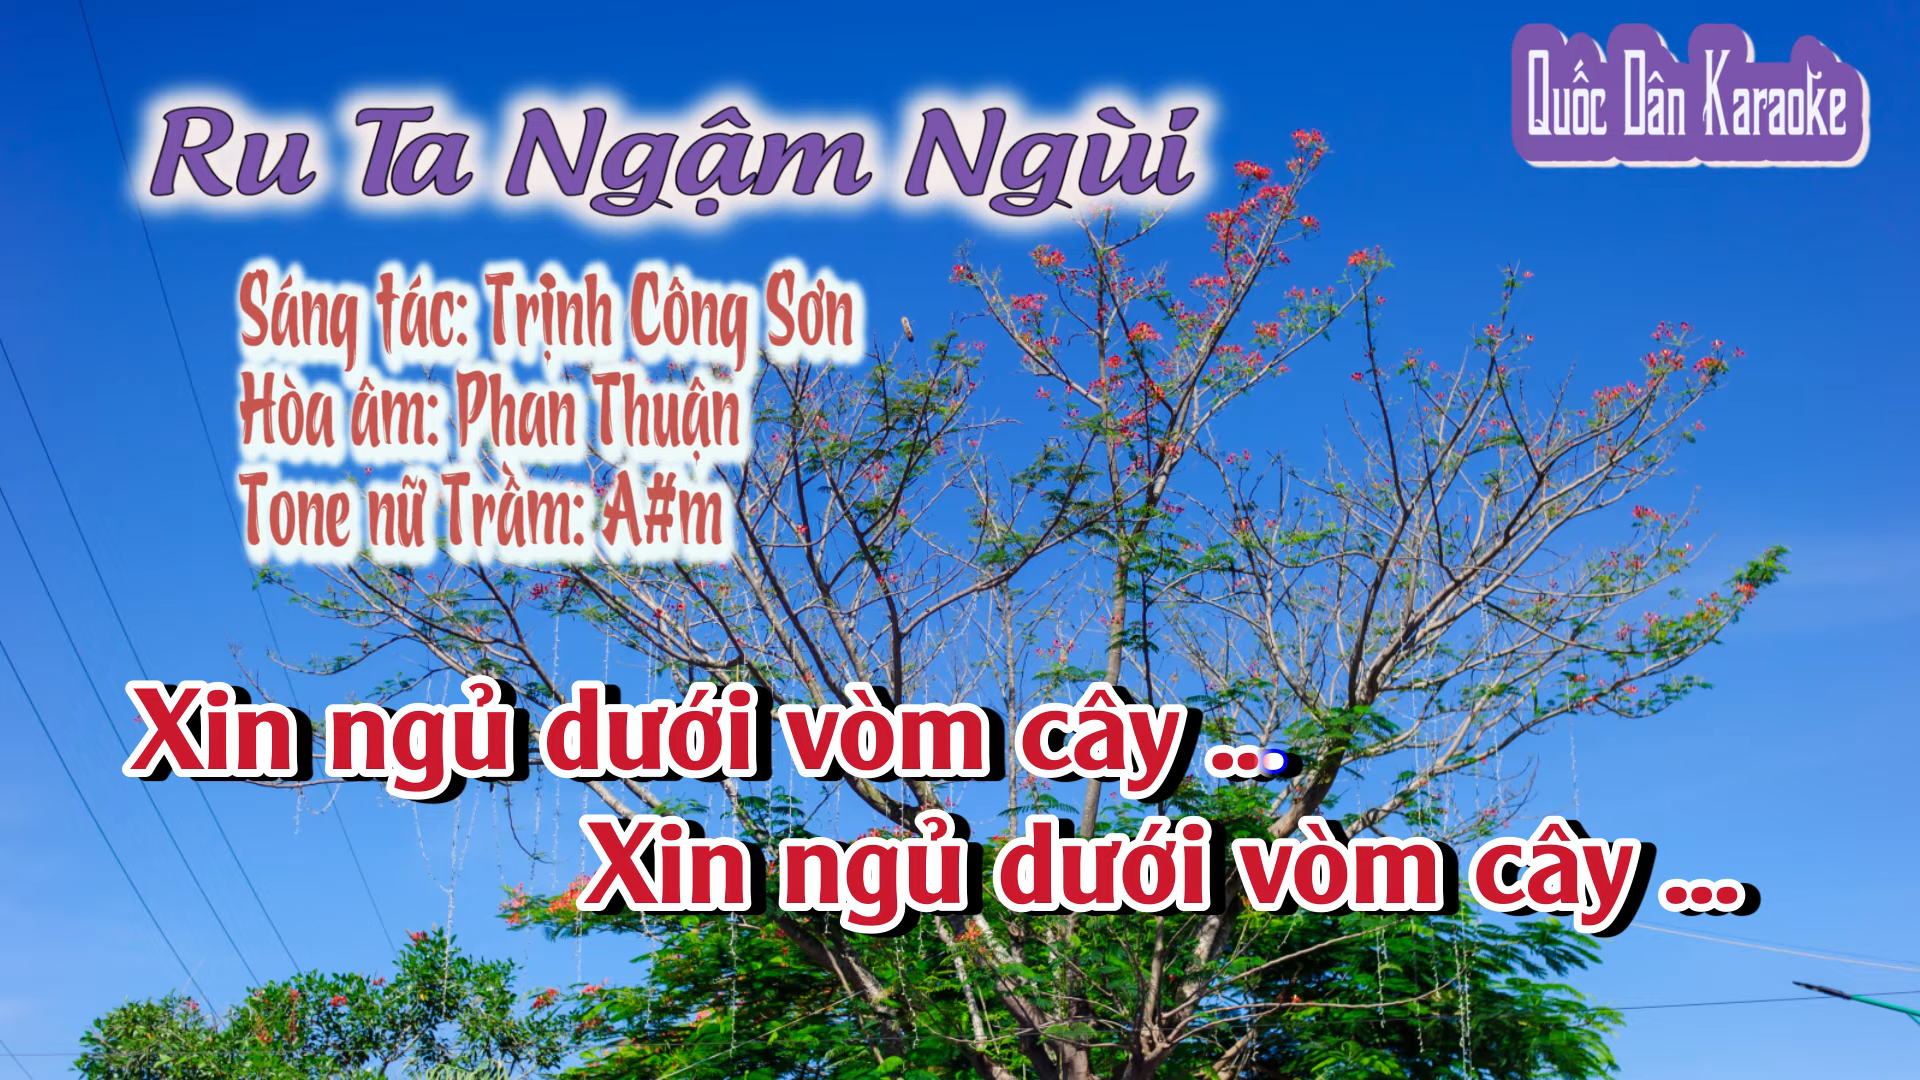 Ru Ta Ngậm Ngùi
Quốc Dân Karaoke
Sáng tác: Trịnh Công Sơn
Hòa âm: Phan Thuận
Tone nữ Trầm: A#m
Xin ngủ dưới vòm cây ...
Xin ngủ dưới vòm cây ...